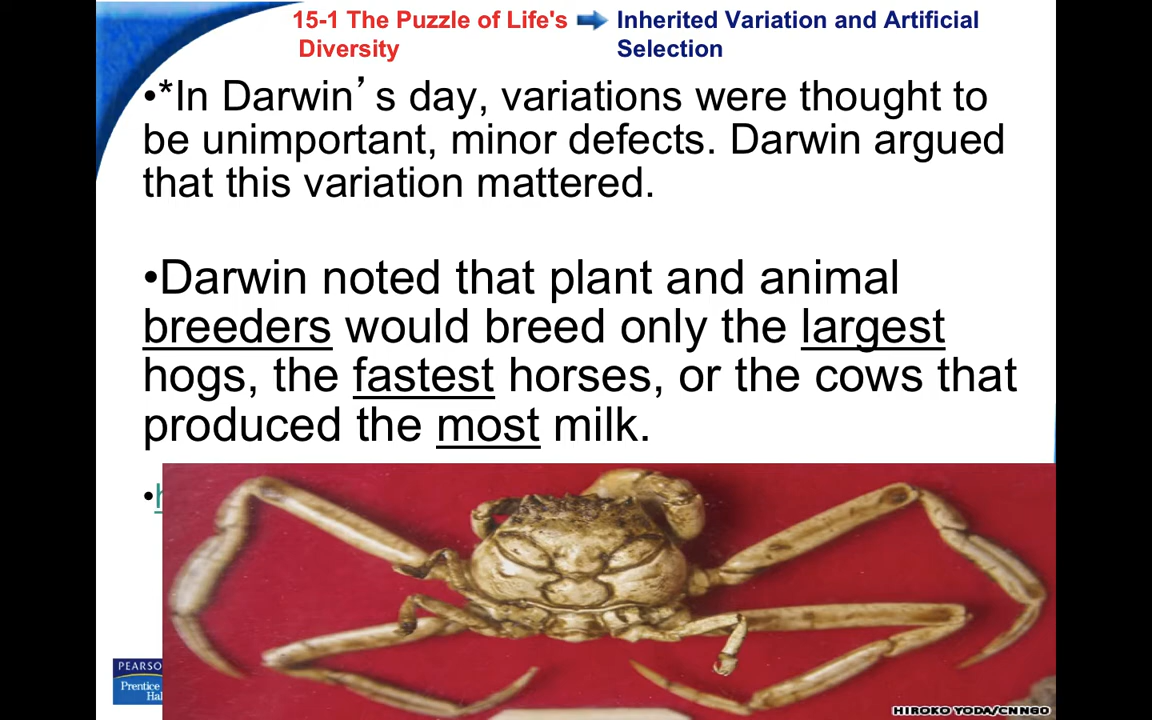 15-1 The Puzzle of Life's
Diversity
Inherited Variation and Artificial
Selection
•*In Darwin’s day, variations were thought to
be unimportant, minor defects. Darwin argued
that this variation mattered.
•Darwin noted that plant and animal
breeders would breed only the largest
hogs, the fastest horses, or the cows that
produced the most milk.
•h
PEARSON
Prentice
Hal
HIROKO YODA/CNNGO